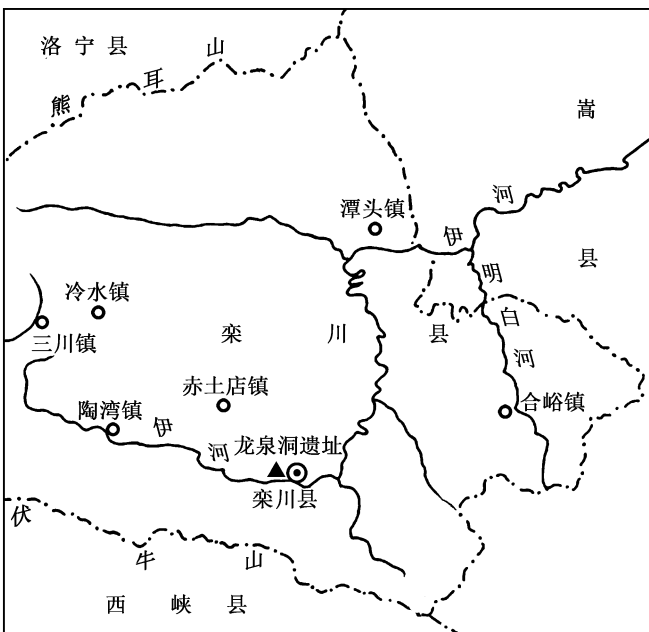 洛宁县
熊耳山
嵩县
潭头镇
伊河
明白河
冷水镇
三川镇
栾川县
赤土店镇
陶湾镇
合峪镇
伊河
龙泉洞遗址
栾川县
伏牛山
西峡县